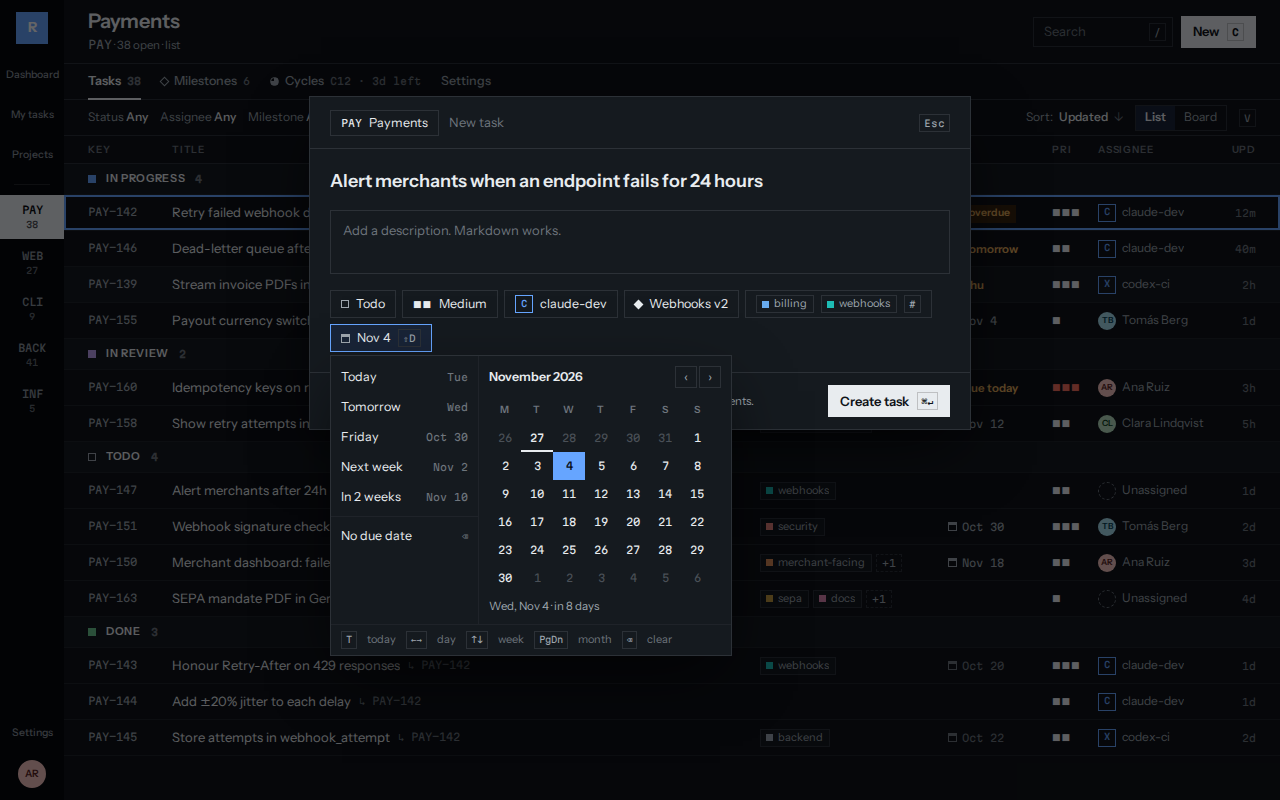 R
Payments
PAY·38 open·list
Search /
New C
Dashboard
My tasks
Projects
PAY
38
WEB
27
CLI
9
BACK
41
INF
5
Settings
AR
Tasks 38
Milestones 6
Cycles C12 · 3d left
Settings
Status Any Assignee Any Milestone
Sort: Updated ↓ List Board V
KEY TITLE PRI ASSIGNEE UPD
IN PROGRESS 4
PAY-142 Retry failed webhook d overdue C claude-dev 12m
PAY-146 Dead-letter queue afte omorrow C claude-dev 40m
PAY-139 Stream invoice PDFs in hu X codex-ci 2h
PAY-155 Payout currency switch ov 4 TB Tomás Berg 1d
IN REVIEW 2
PAY-160 Idempotency keys on r ue today AR Ana Ruiz 3h
PAY-158 Show retry attempts in ov 12 CL Clara Lindqvist 5h
TODO 4
PAY-147 Alert merchants after 24h webhooks Unassigned 1d
PAY-151 Webhook signature check security Oct 30 TB Tomás Berg 2d
PAY-150 Merchant dashboard: faile merchant-facing +1 Nov 18 AR Ana Ruiz 3d
PAY-163 SEPA mandate PDF in Ger sepa docs +1 Unassigned 4d
DONE 3
PAY-143 Honour Retry-After on 429 responses ↳ PAY-142 webhooks Oct 20 C claude-dev 1d
PAY-144 Add ±20% jitter to each delay ↳ PAY-142 C claude-dev 1d
PAY-145 Store attempts in webhook_attempt ↳ PAY-142 backend Oct 22 X codex-ci 2d
PAY Payments New task Esc
Alert merchants when an endpoint fails for 24 hours
Add a description. Markdown works.
Todo Medium C claude-dev Webhooks v2 billing webhooks #
Nov 4 ⇧D
ents.
Create task ⌘↵
Today Tue
Tomorrow Wed
Friday Oct 30
Next week Nov 2
In 2 weeks Nov 10
No due date ⌫
November 2026 ‹ ›
M T W T F S S
26 27 28 29 30 31 1
2 3 4 5 6 7 8
9 10 11 12 13 14 15
16 17 18 19 20 21 22
23 24 25 26 27 28 29
30 1 2 3 4 5 6
Wed, Nov 4·in 8 days
T today ←→ day ↑↓ week PgDn month ⌫ clear